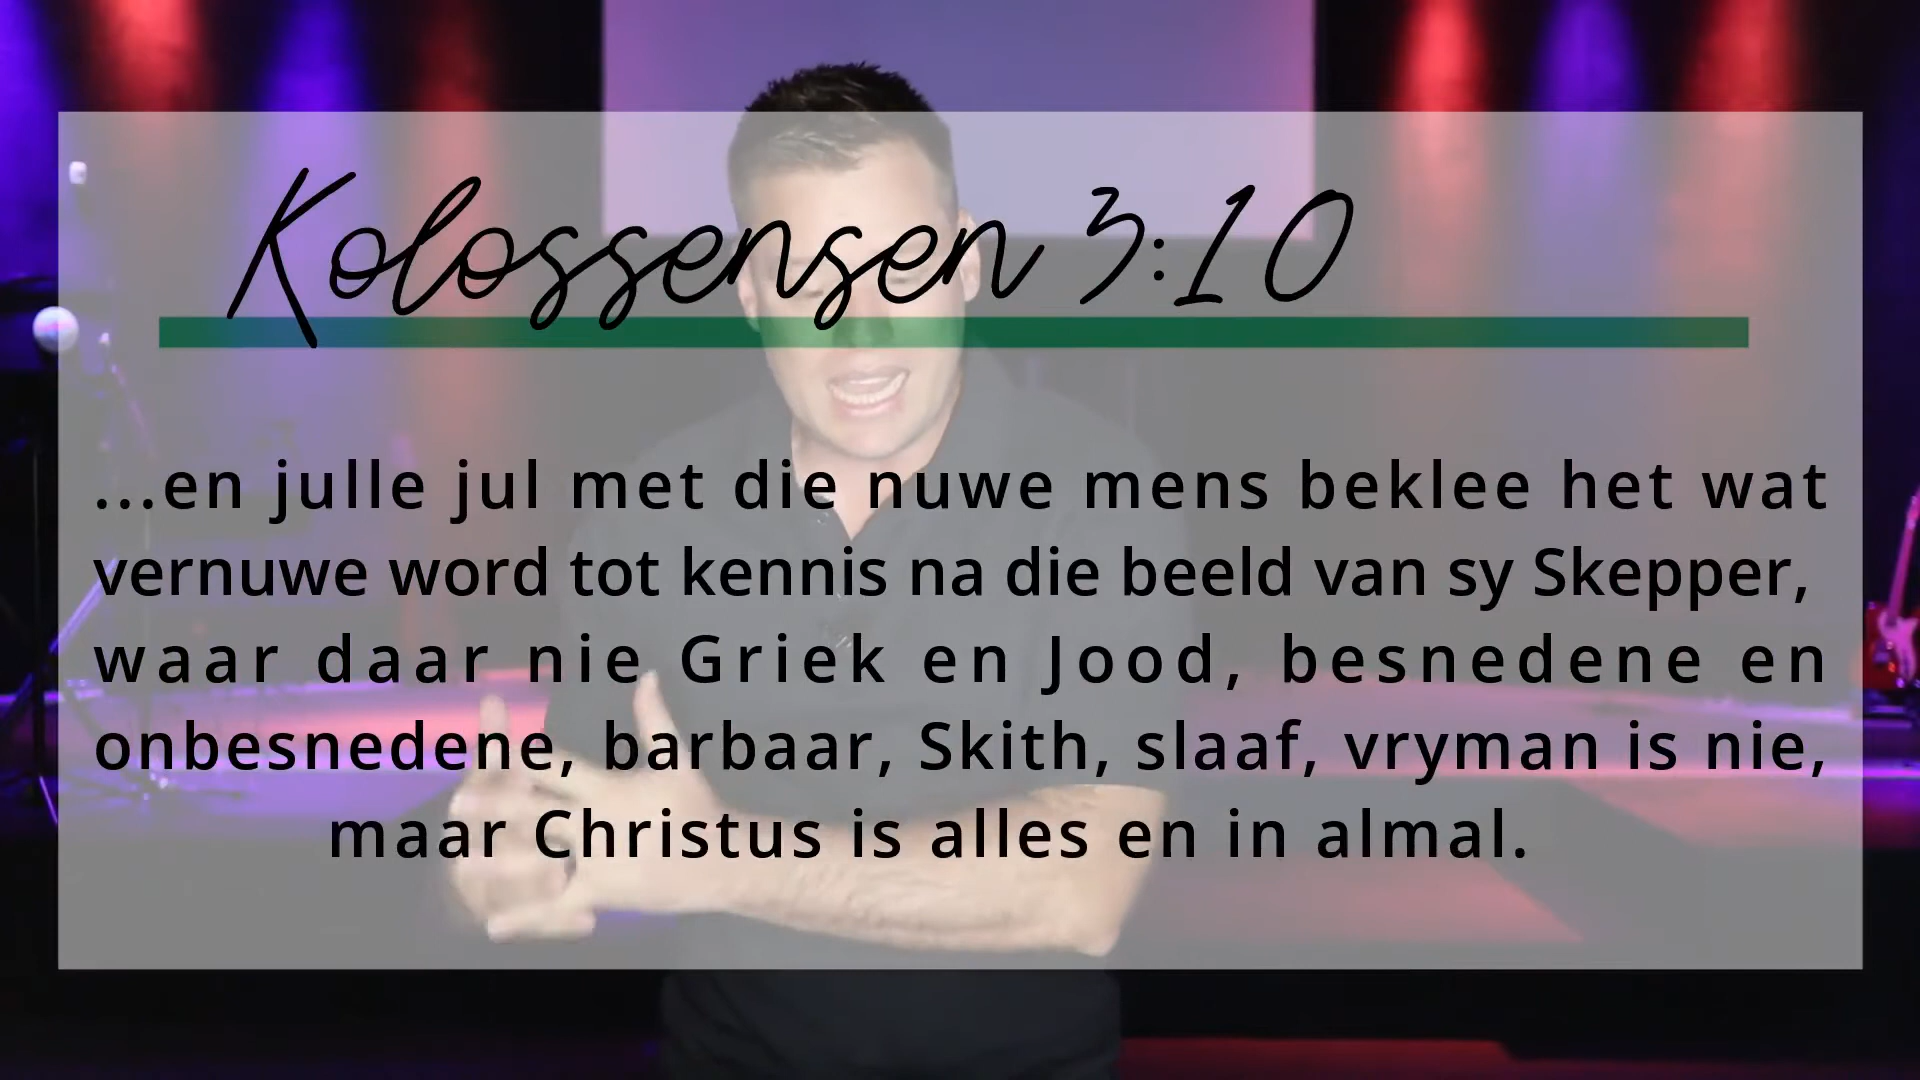 Kolossensen 3:10
...en julle jul met die nuwe mens beklee het wat
vernuwe word tot kennis na die beeld van sy Skepper,
waar daar nie Griek en Jood, besnedene en
onbesnedene, barbaar, Skith, slaaf, vryman is nie,
maar Christus is alles en in almal.